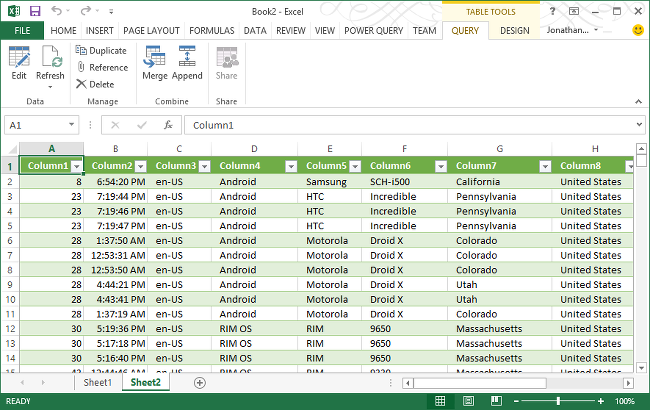 Book2 - Excel
TABLE TOOLS
FILE HOME INSERT PAGE LAYOUT FORMULAS DATA REVIEW VIEW POWER QUERY TEAM QUERY DESIGN Jonathan...
Edit Refresh Duplicate Reference Delete Merge Append Share
Data Manage Combine Share
A1 fx Column1
A B C D E F G H
1 Column1 Column2 Column3 Column4 Column5 Column6 Column7 Column8
2 8 6:54:20 PM en-US Android Samsung SCH-i500 California United States
3 23 7:19:44 PM en-US Android HTC Incredible Pennsylvania United States
4 23 7:19:46 PM en-US Android HTC Incredible Pennsylvania United States
5 23 7:19:47 PM en-US Android HTC Incredible Pennsylvania United States
6 28 1:37:50 AM en-US Android Motorola Droid X Colorado United States
7 28 12:53:31 AM en-US Android Motorola Droid X Colorado United States
8 28 12:53:50 AM en-US Android Motorola Droid X Colorado United States
9 28 4:44:21 PM en-US Android Motorola Droid X Utah United States
10 28 4:43:41 PM en-US Android Motorola Droid X Utah United States
11 28 1:37:19 AM en-US Android Motorola Droid X Colorado United States
12 30 5:19:36 PM en-US RIM OS RIM 9650 Massachusetts United States
13 30 5:17:18 PM en-US RIM OS RIM 9650 Massachusetts United States
14 30 5:16:40 PM en-US RIM OS RIM 9650 Massachusetts United States
Sheet1 Sheet2
READY 100%